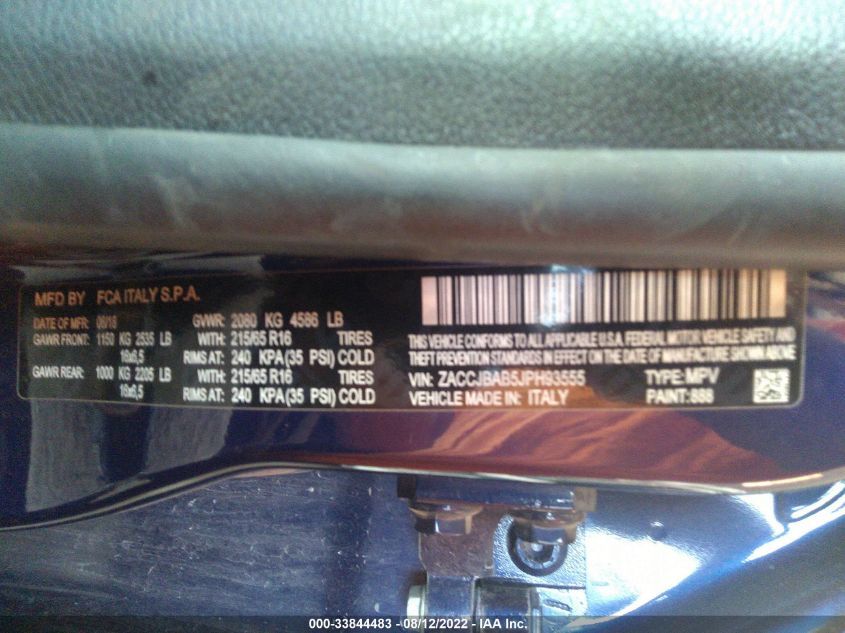 MFD BY FCA ITALY S.P.A.
DATE OF MFR: 06/18 GVWR: 2080 KG 4586 LB
GAWR FRONT: 1150 KG 2535 LB WITH: 215/65 R16 TIRES
16x6,5 RIMS AT: 240 KPA(35 PSI) COLD
GAWR REAR: 1000 KG 2205 LB WITH: 215/65 R16 TIRES
16x6,5 RIMS AT: 240 KPA(35 PSI) COLD
THIS VEHICLE CONFORMS TO ALL APPLICABLE U.S.A. FEDERAL MOTOR VEHICLE SAFETY AND
THEFT PREVENTION STANDARDS IN EFFECT ON THE DATE OF MANUFACTURE SHOWN ABOVE
VIN: ZACCJBAB5JPH93555 TYPE: MPV
VEHICLE MADE IN: ITALY PAINT: 888
000-33844483 - 08/12/2022 - IAA Inc.